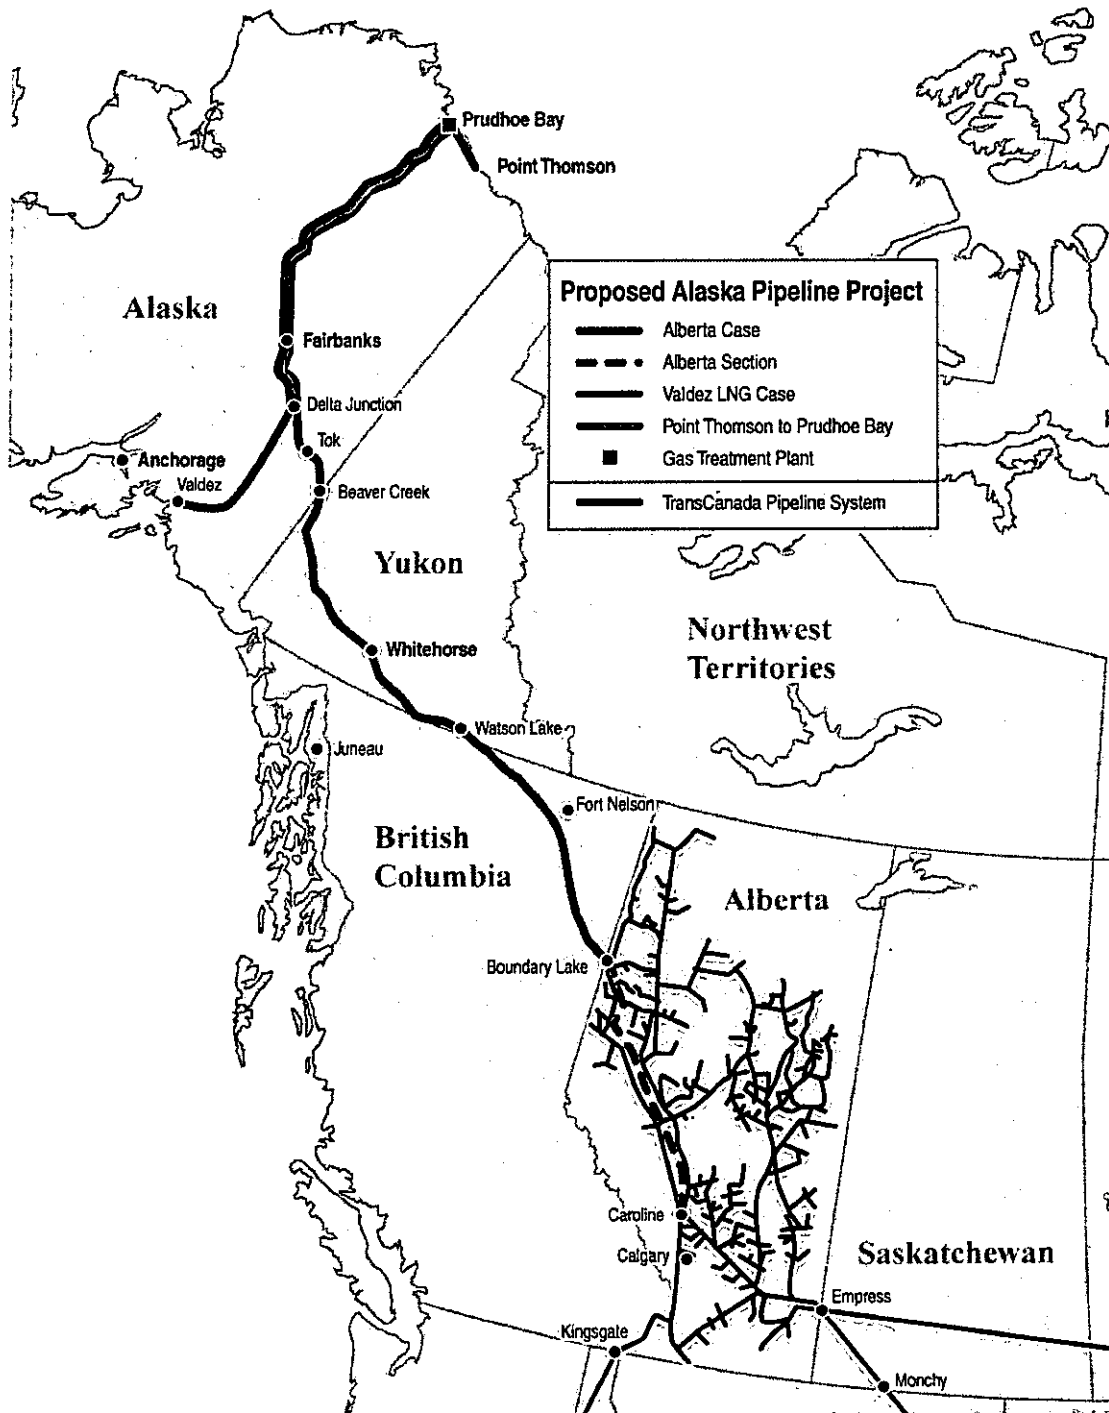 Prudhoe Bay
Point Thomson
Proposed Alaska Pipeline Project
Alberta Case
Alberta Section
Valdez LNG Case
Point Thomson to Prudhoe Bay
Gas Treatment Plant
TransCanada Pipeline System
Alaska
Fairbanks
Delta Junction
Tok
Anchorage
Valdez
Beaver Creek
Yukon
Northwest
Territories
Whitehorse
Watson Lake
Juneau
Fort Nelson
British
Columbia
Alberta
Boundary Lake
Caroline
Calgary
Saskatchewan
Empress
Kingsgate
Monchy